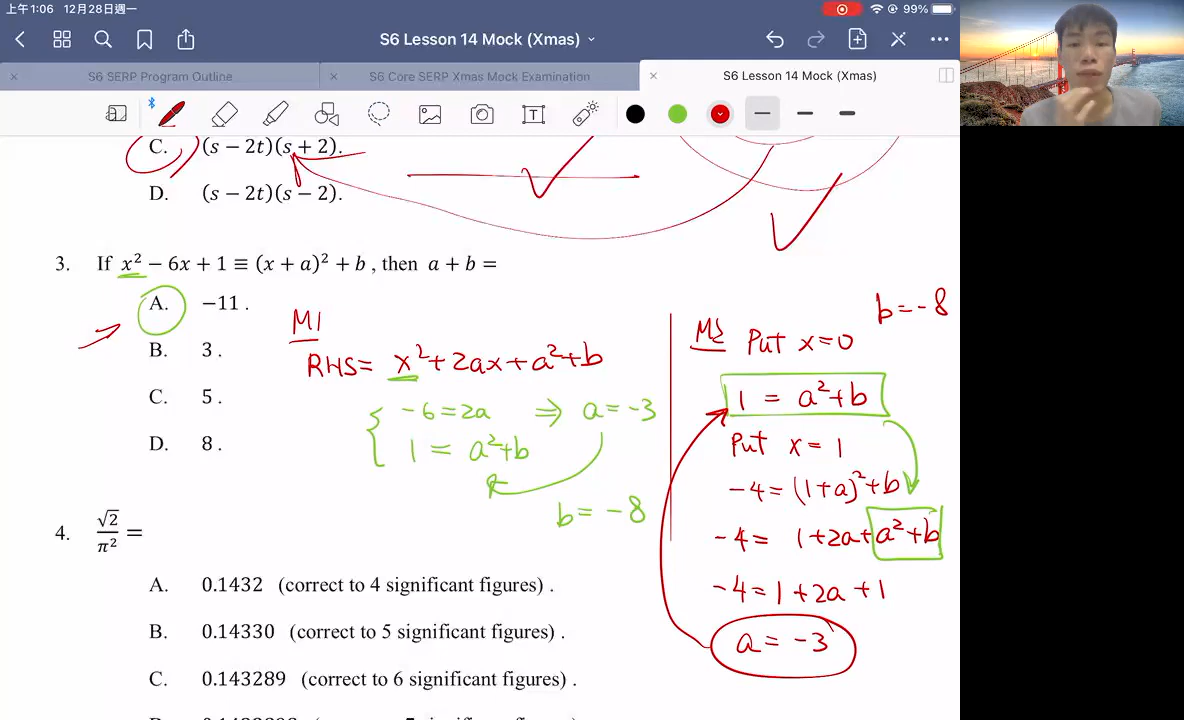 上午1:06 12月28日週一
99%
S6 Lesson 14 Mock (Xmas)
S6 SERP Program Outline
S6 Core SERP Xmas Mock Examination
S6 Lesson 14 Mock (Xmas)
C. (s − 2t)(s + 2).
D. (s − 2t)(s − 2).
3. If x² − 6x + 1 ≡ (x + a)² + b , then a + b =
A. −11 .
B. 3 .
C. 5 .
D. 8 .
M1
RHS= x²+2ax+a²+b
-6=2a ⇒ a=-3
1 = a²+b
b=-8
M2 Put x=0
b=-8
1 = a²+b
Put x=1
-4=(1+a)²+b
-4= 1+2a+a²+b
-4=1+2a+1
a=-3
4. √2/π² =
A. 0.1432 (correct to 4 significant figures) .
B. 0.14330 (correct to 5 significant figures) .
C. 0.143289 (correct to 6 significant figures) .